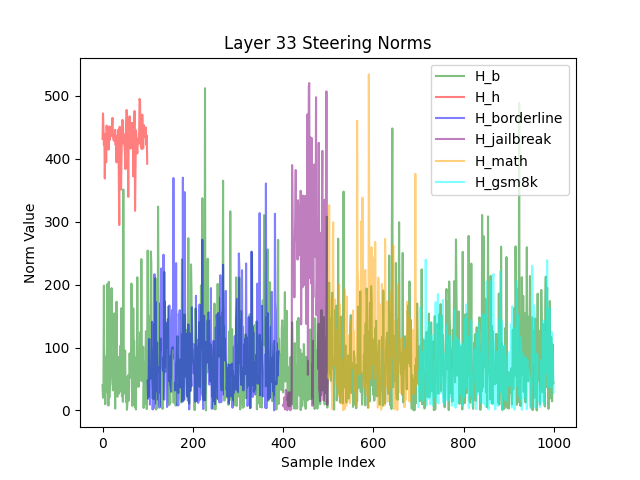 Layer 33 Steering Norms
Norm Value
500
400
300
200
100
0
H_b
H_h
H_borderline
H_jailbreak
H_math
H_gsm8k
0 200 400 600 800 1000
Sample Index